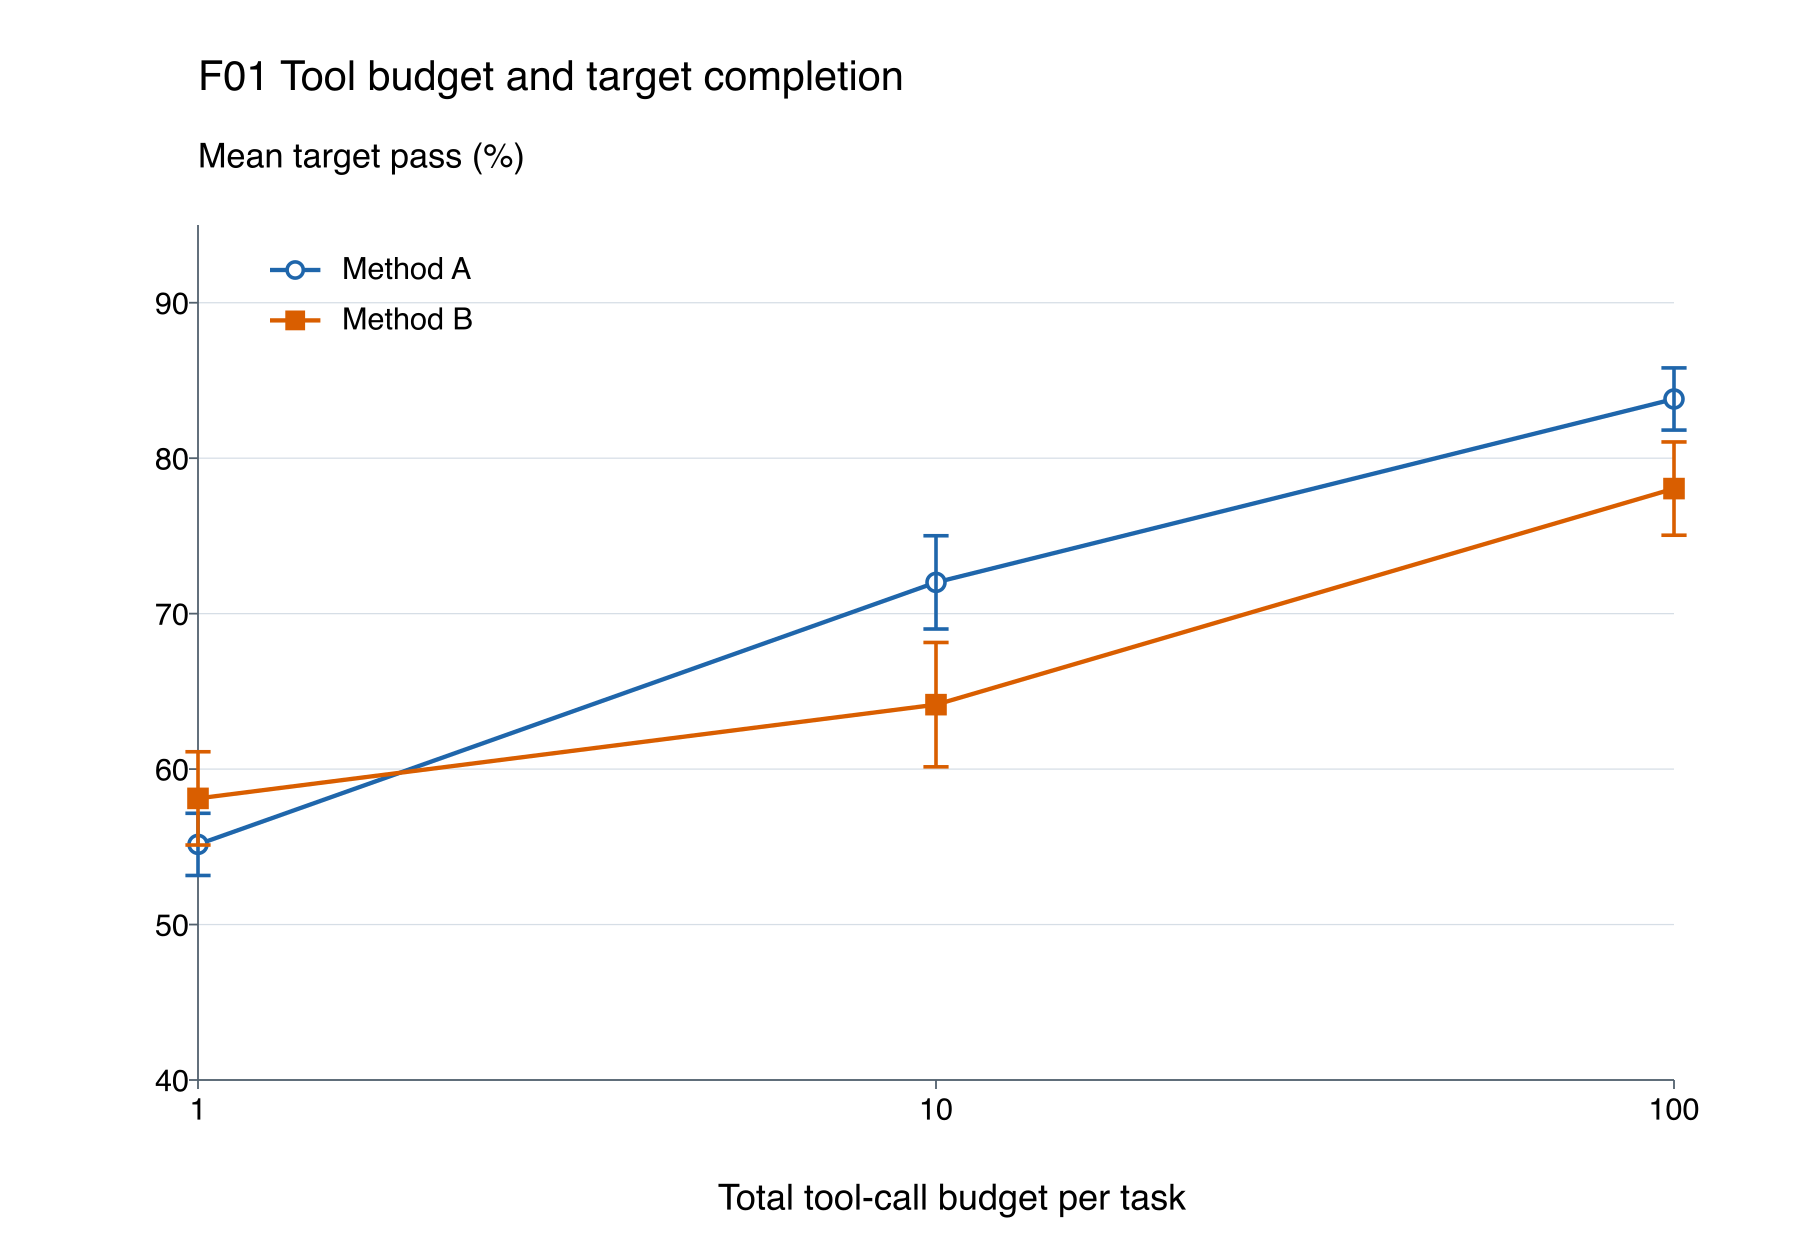 F01 Tool budget and target completion
Mean target pass (%)
Method A
Method B
90
80
70
60
50
40
1 10 100
Total tool-call budget per task